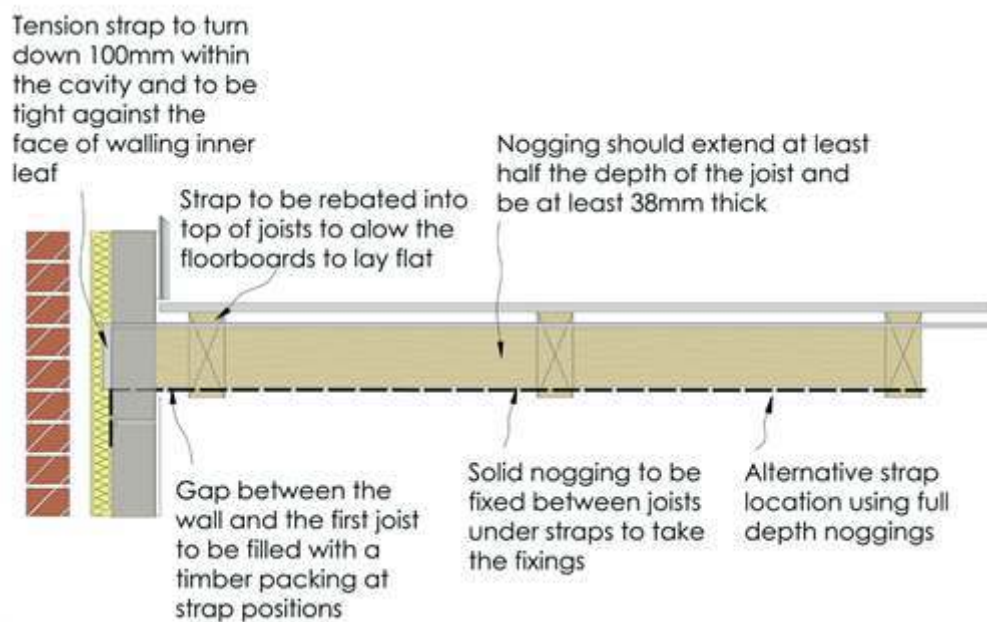 Tension strap to turn
down 100mm within
the cavity and to be
tight against the
face of walling inner
leaf
Strap to be rebated into
top of joists to alow the
floorboards to lay flat
Nogging should extend at least
half the depth of the joist and
be at least 38mm thick
Gap between the
wall and the first joist
to be filled with a
timber packing at
strap positions
Solid nogging to be
fixed between joists
under straps to take
the fixings
Alternative strap
location using full
depth noggings